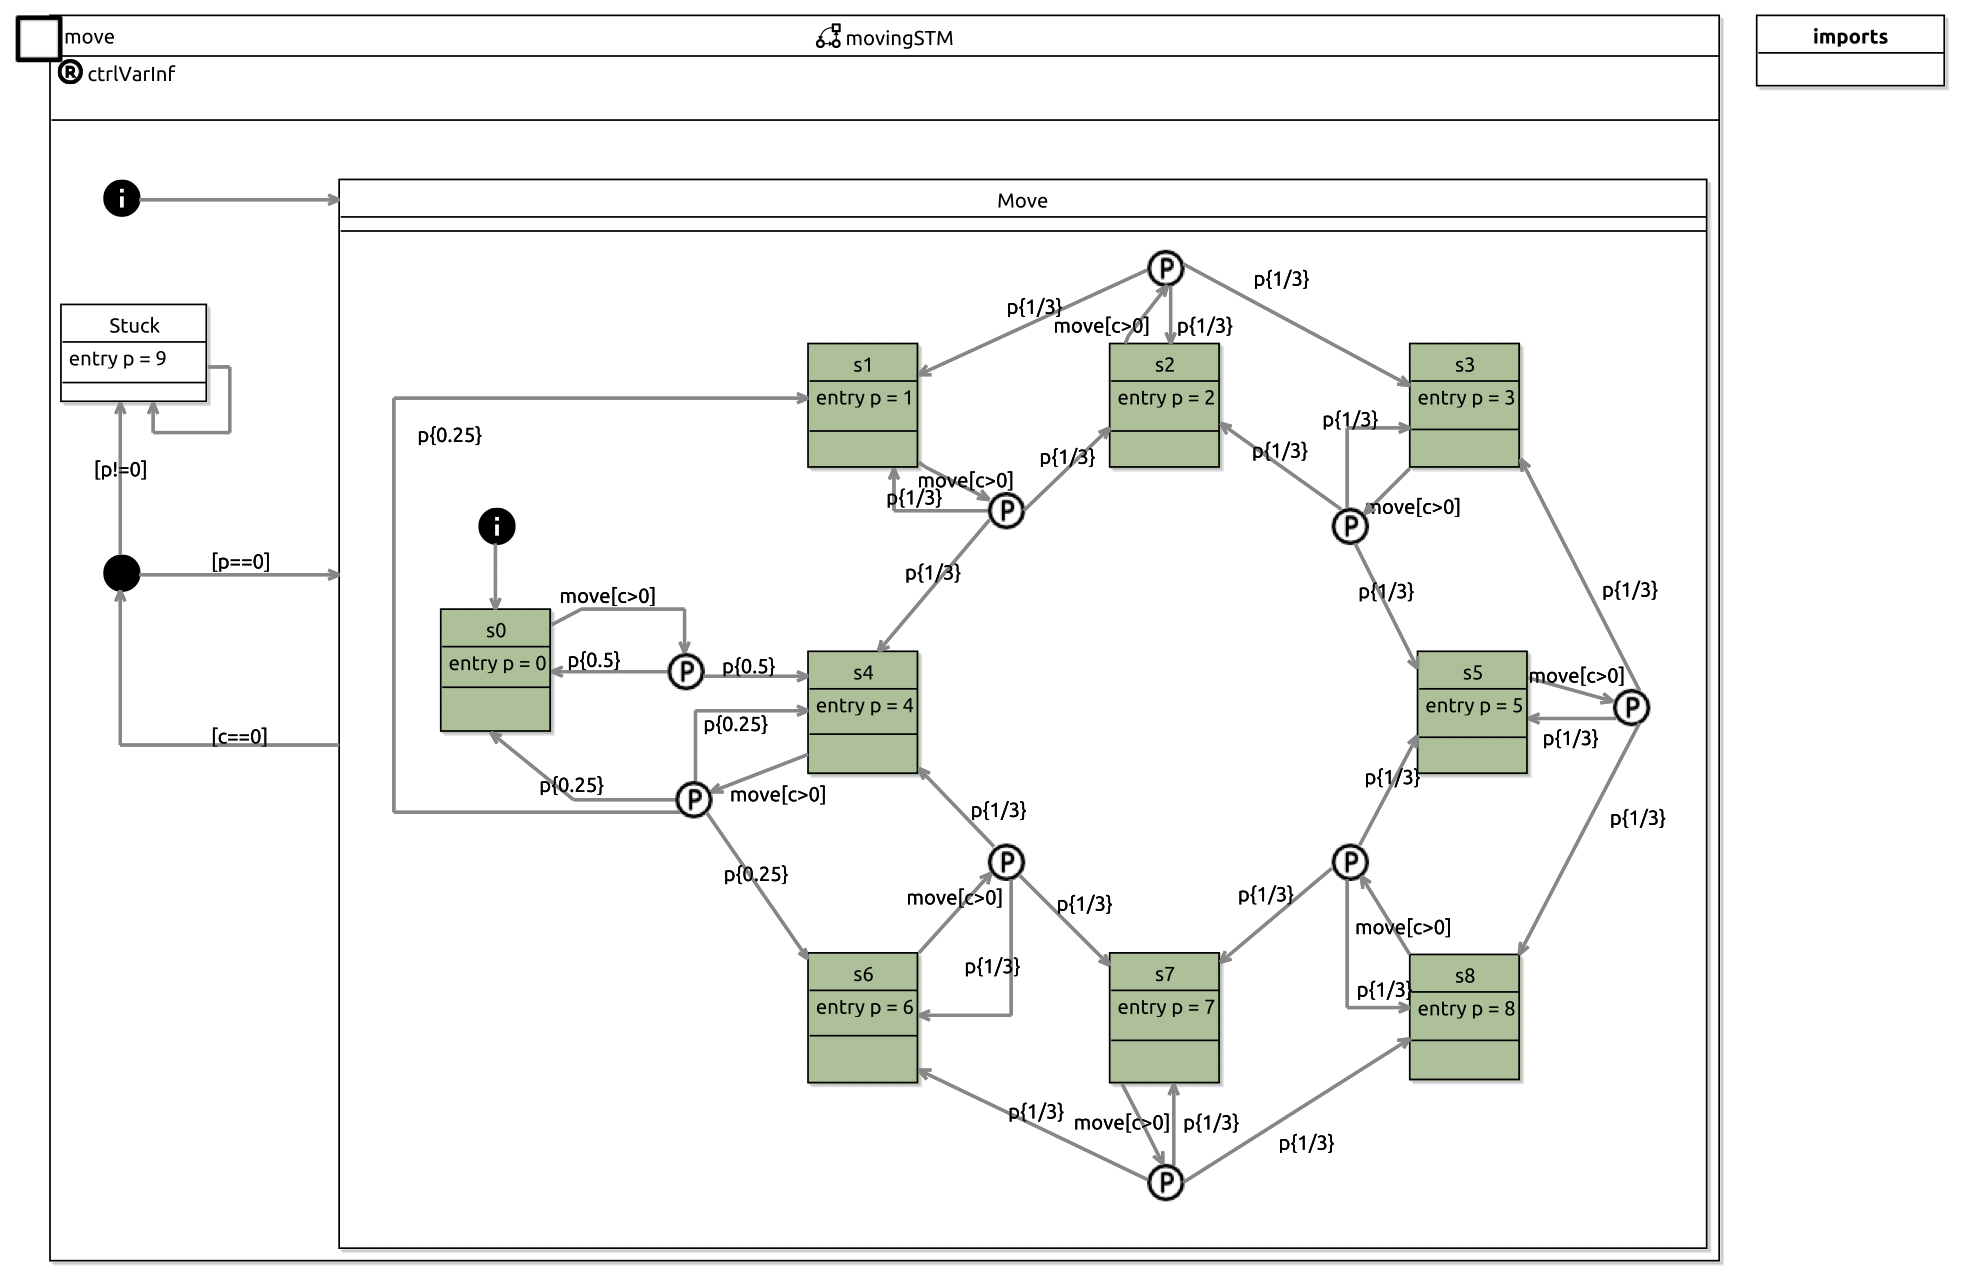 move
movingSTM
imports
R ctrlVarInf
i
Move
P
p{1/3}
p{1/3}
move[c>0]
p{1/3}
Stuck
entry p = 9
s1
entry p = 1
s2
entry p = 2
s3
entry p = 3
p{0.25}
p{1/3}
p{1/3}
p{1/3}
[p!=0]
move[c>0]
p{1/3}
P
move[c>0]
P
i
[p==0]
p{1/3}
p{1/3}
p{1/3}
move[c>0]
s0
entry p = 0
p{0.5}
P
p{0.5}
s4
entry p = 4
s5
entry p = 5
move[c>0]
P
p{0.25}
p{1/3}
[c==0]
p{0.25}
P
move[c>0]
p{1/3}
p{1/3}
p{1/3}
P
P
p{0.25}
move[c>0]
p{1/3}
p{1/3}
move[c>0]
p{1/3}
s6
entry p = 6
s7
entry p = 7
p{1/3}
s8
entry p = 8
p{1/3}
move[c>0]
p{1/3}
p{1/3}
P